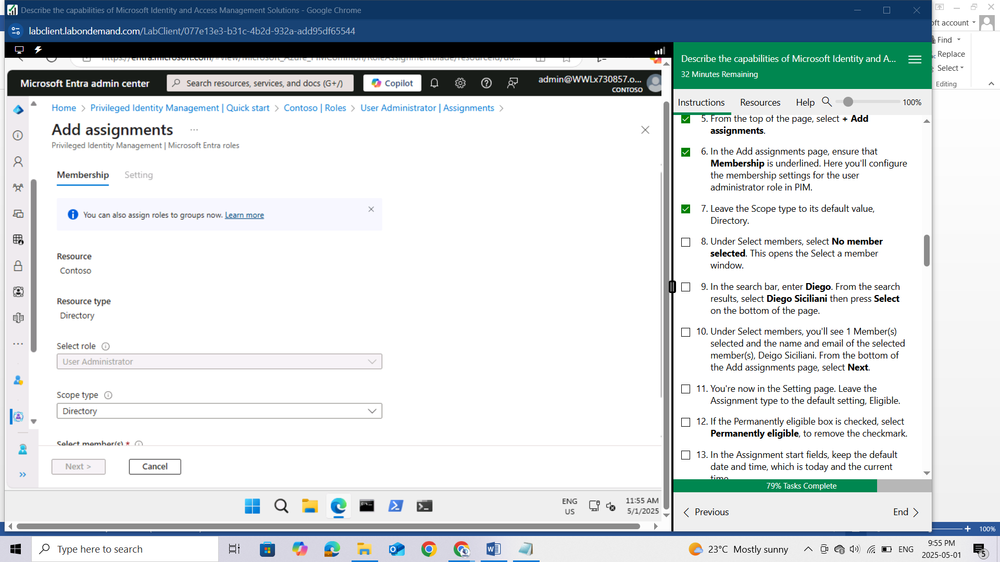 Describe the capabilities of Microsoft Identity and Access Management Solutions - Google Chrome
labclient.labondemand.com/LabClient/077e13e3-b31c-4b2d-932a-add95df65544
Microsoft Entra admin center
Search resources, services, and docs (G+/)
Copilot
admin@WWLx730857.o...
CONTOSO
Home > Privileged Identity Management | Quick start > Contoso | Roles > User Administrator | Assignments >
Add assignments ...
Privileged Identity Management | Microsoft Entra roles
Membership
Setting
You can also assign roles to groups now. Learn more
Resource
Contoso
Resource type
Directory
Select role
User Administrator
Scope type
Directory
Select member(s) *
Next >
Cancel
ENG
US
11:55 AM
5/1/2025
Describe the capabilities of Microsoft Identity and A...
32 Minutes Remaining
Instructions
Resources
Help
100%
5. From the top of the page, select + Add
assignments.
6. In the Add assignments page, ensure that
Membership is underlined. Here you'll configure
the membership settings for the user
administrator role in PIM.
7. Leave the Scope type to its default value,
Directory.
8. Under Select members, select No member
selected. This opens the Select a member
window.
9. In the search bar, enter Diego. From the search
results, select Diego Siciliani then press Select
on the bottom of the page.
10. Under Select members, you'll see 1 Member(s)
selected and the name and email of the selected
member(s), Deigo Siciliani. From the bottom of
the Add assignments page, select Next.
11. You're now in the Setting page. Leave the
Assignment type to the default setting, Eligible.
12. If the Permanently eligible box is checked, select
Permanently eligible, to remove the checkmark.
13. In the Assignment start fields, keep the default
date and time, which is today and the current
time
79% Tasks Complete
Previous
End
oft account
Find
Replace
Select
Editing
100%
Type here to search
23°C Mostly sunny
ENG
9:55 PM
2025-05-01
5